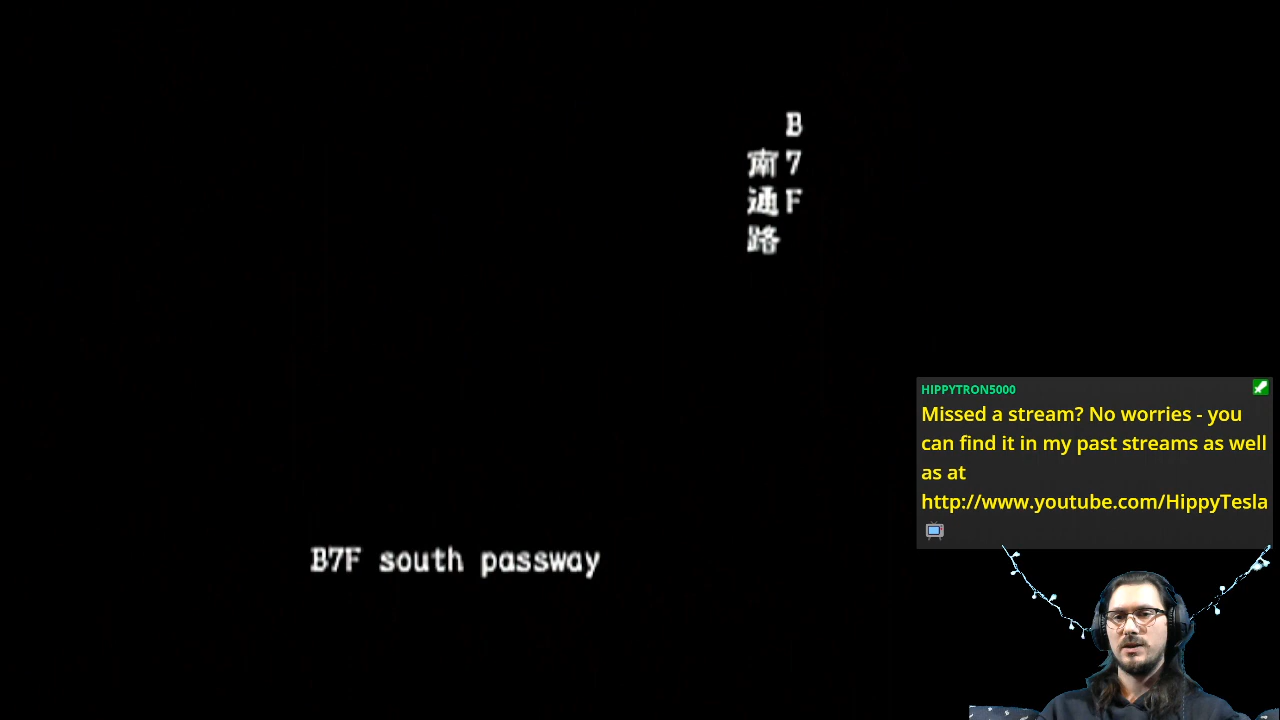 B7F
南通路
B7F south passway
HIPPYTRON5000
Missed a stream? No worries - you
can find it in my past streams as well
as at
http://www.youtube.com/HippyTesla